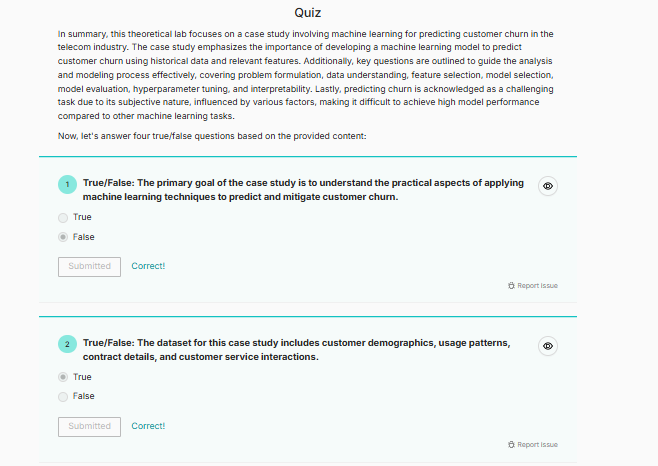 Quiz
In summary, this theoretical lab focuses on a case study involving machine learning for predicting customer churn in the
telecom industry. The case study emphasizes the importance of developing a machine learning model to predict
customer churn using historical data and relevant features. Additionally, key questions are outlined to guide the analysis
and modeling process effectively, covering problem formulation, data understanding, feature selection, model selection,
model evaluation, hyperparameter tuning, and interpretability. Lastly, predicting churn is acknowledged as a challenging
task due to its subjective nature, influenced by various factors, making it difficult to achieve high model performance
compared to other machine learning tasks.
Now, let's answer four true/false questions based on the provided content:
1 True/False: The primary goal of the case study is to understand the practical aspects of applying
machine learning techniques to predict and mitigate customer churn.
True
False
Submitted Correct!
Report issue
2 True/False: The dataset for this case study includes customer demographics, usage patterns,
contract details, and customer service interactions.
True
False
Submitted Correct!
Report issue